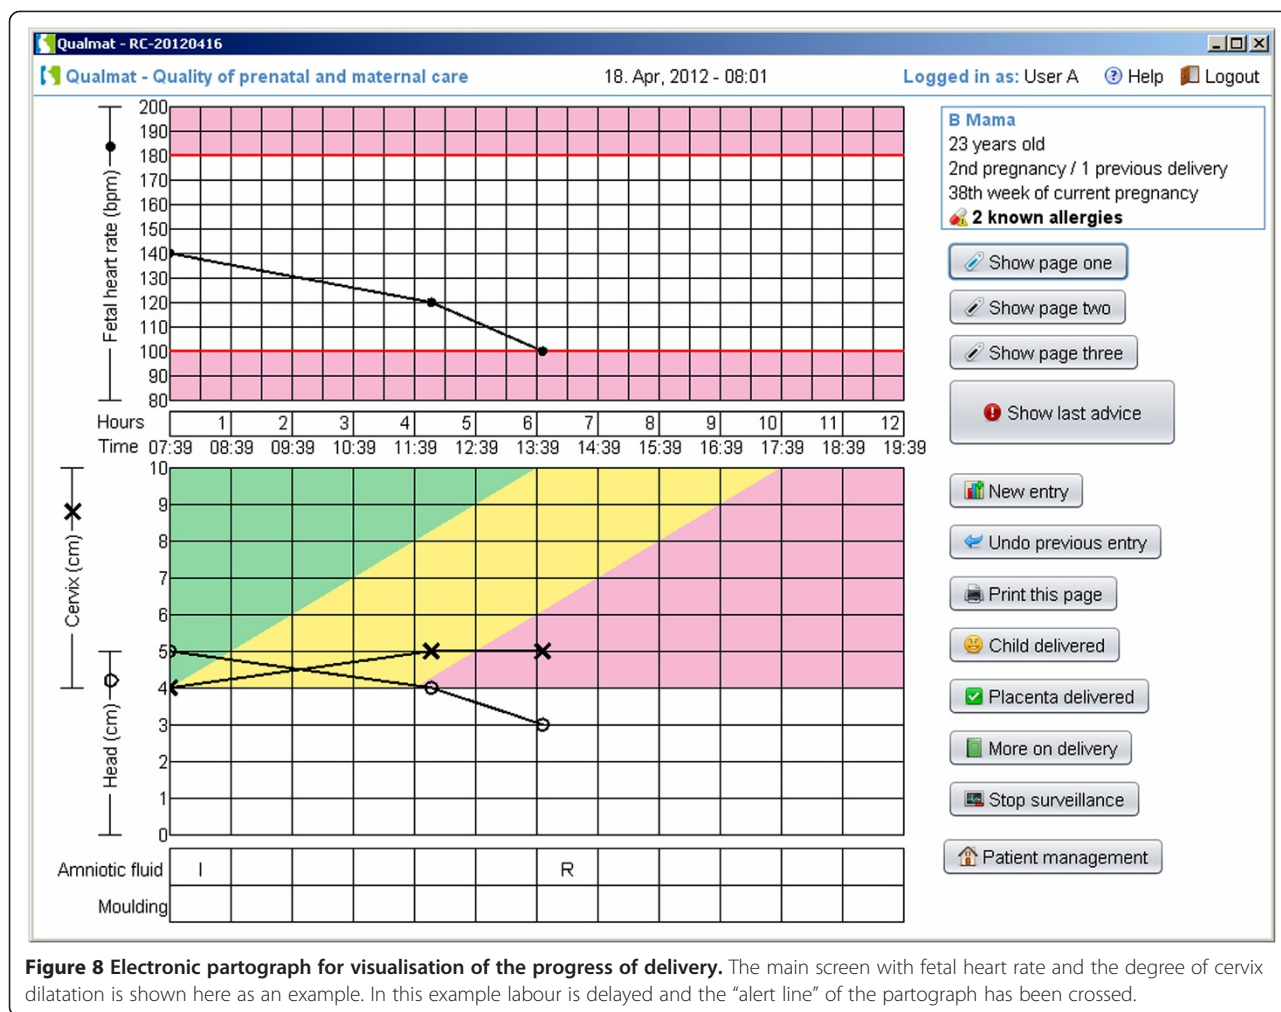 Qualmat - RC-20120416
Qualmat - Quality of prenatal and maternal care 18. Apr, 2012 - 08:01 Logged in as: User A Help Logout
Fetal heart rate (bpm)
200
190
180
170
160
150
140
130
120
110
100
90
80
Hours 1 2 3 4 5 6 7 8 9 10 11 12
Time 07:39 08:39 09:39 10:39 11:39 12:39 13:39 14:39 15:39 16:39 17:39 18:39 19:39
Cervix (cm)
Head (cm)
10
9
8
7
6
5
4
3
2
1
0
Amniotic fluid I R
Moulding
B Mama
23 years old
2nd pregnancy / 1 previous delivery
38th week of current pregnancy
2 known allergies
Show page one
Show page two
Show page three
Show last advice
New entry
Undo previous entry
Print this page
Child delivered
Placenta delivered
More on delivery
Stop surveillance
Patient management
Figure 8 Electronic partograph for visualisation of the progress of delivery. The main screen with fetal heart rate and the degree of cervix
dilatation is shown here as an example. In this example labour is delayed and the “alert line” of the partograph has been crossed.